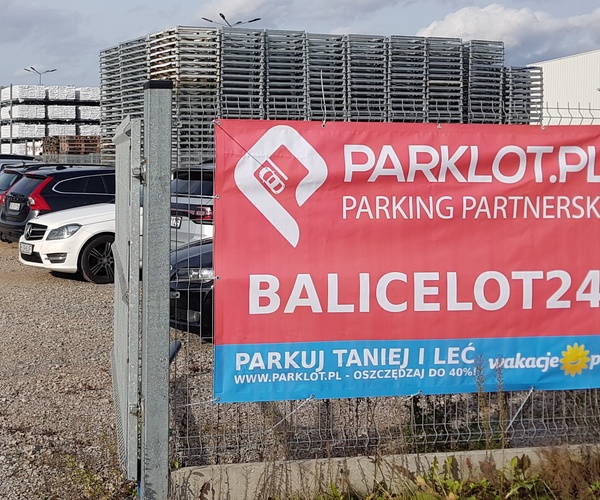 PARKLOT.PL
PARKING PARTNERSK
BALICELOT24
PARKUJ TANIEJ I LEĆ
WWW.PARKLOT.PL - OSZCZĘDZAJ DO 40%!
wakacje p